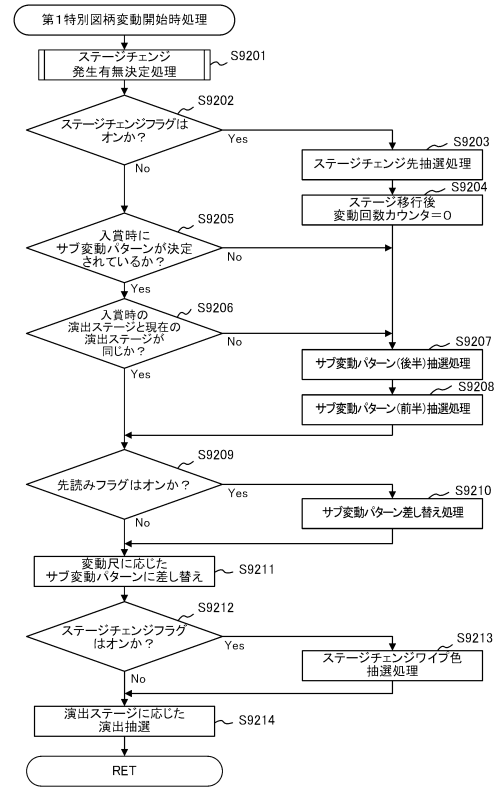 第1特別図柄変動開始時処理
ステージチェンジ
発生有無決定処理
S9201
S9202
ステージチェンジフラグは
オンか？
Yes
No
S9203
ステージチェンジ先抽選処理
S9204
ステージ移行後
変動回数カウンタ＝0
S9205
入賞時に
サブ変動パターンが決定
されているか？
No
Yes
S9206
入賞時の
演出ステージと現在の
演出ステージが
同じか？
No
Yes
S9207
サブ変動パターン(後半)抽選処理
S9208
サブ変動パターン(前半)抽選処理
S9209
先読みフラグはオンか？
Yes
No
S9210
サブ変動パターン差し替え処理
変動尺に応じた
サブ変動パターンに差し替え
S9211
S9212
ステージチェンジフラグ
はオンか？
Yes
No
S9213
ステージチェンジワイプ色
抽選処理
演出ステージに応じた
演出抽選
S9214
RET